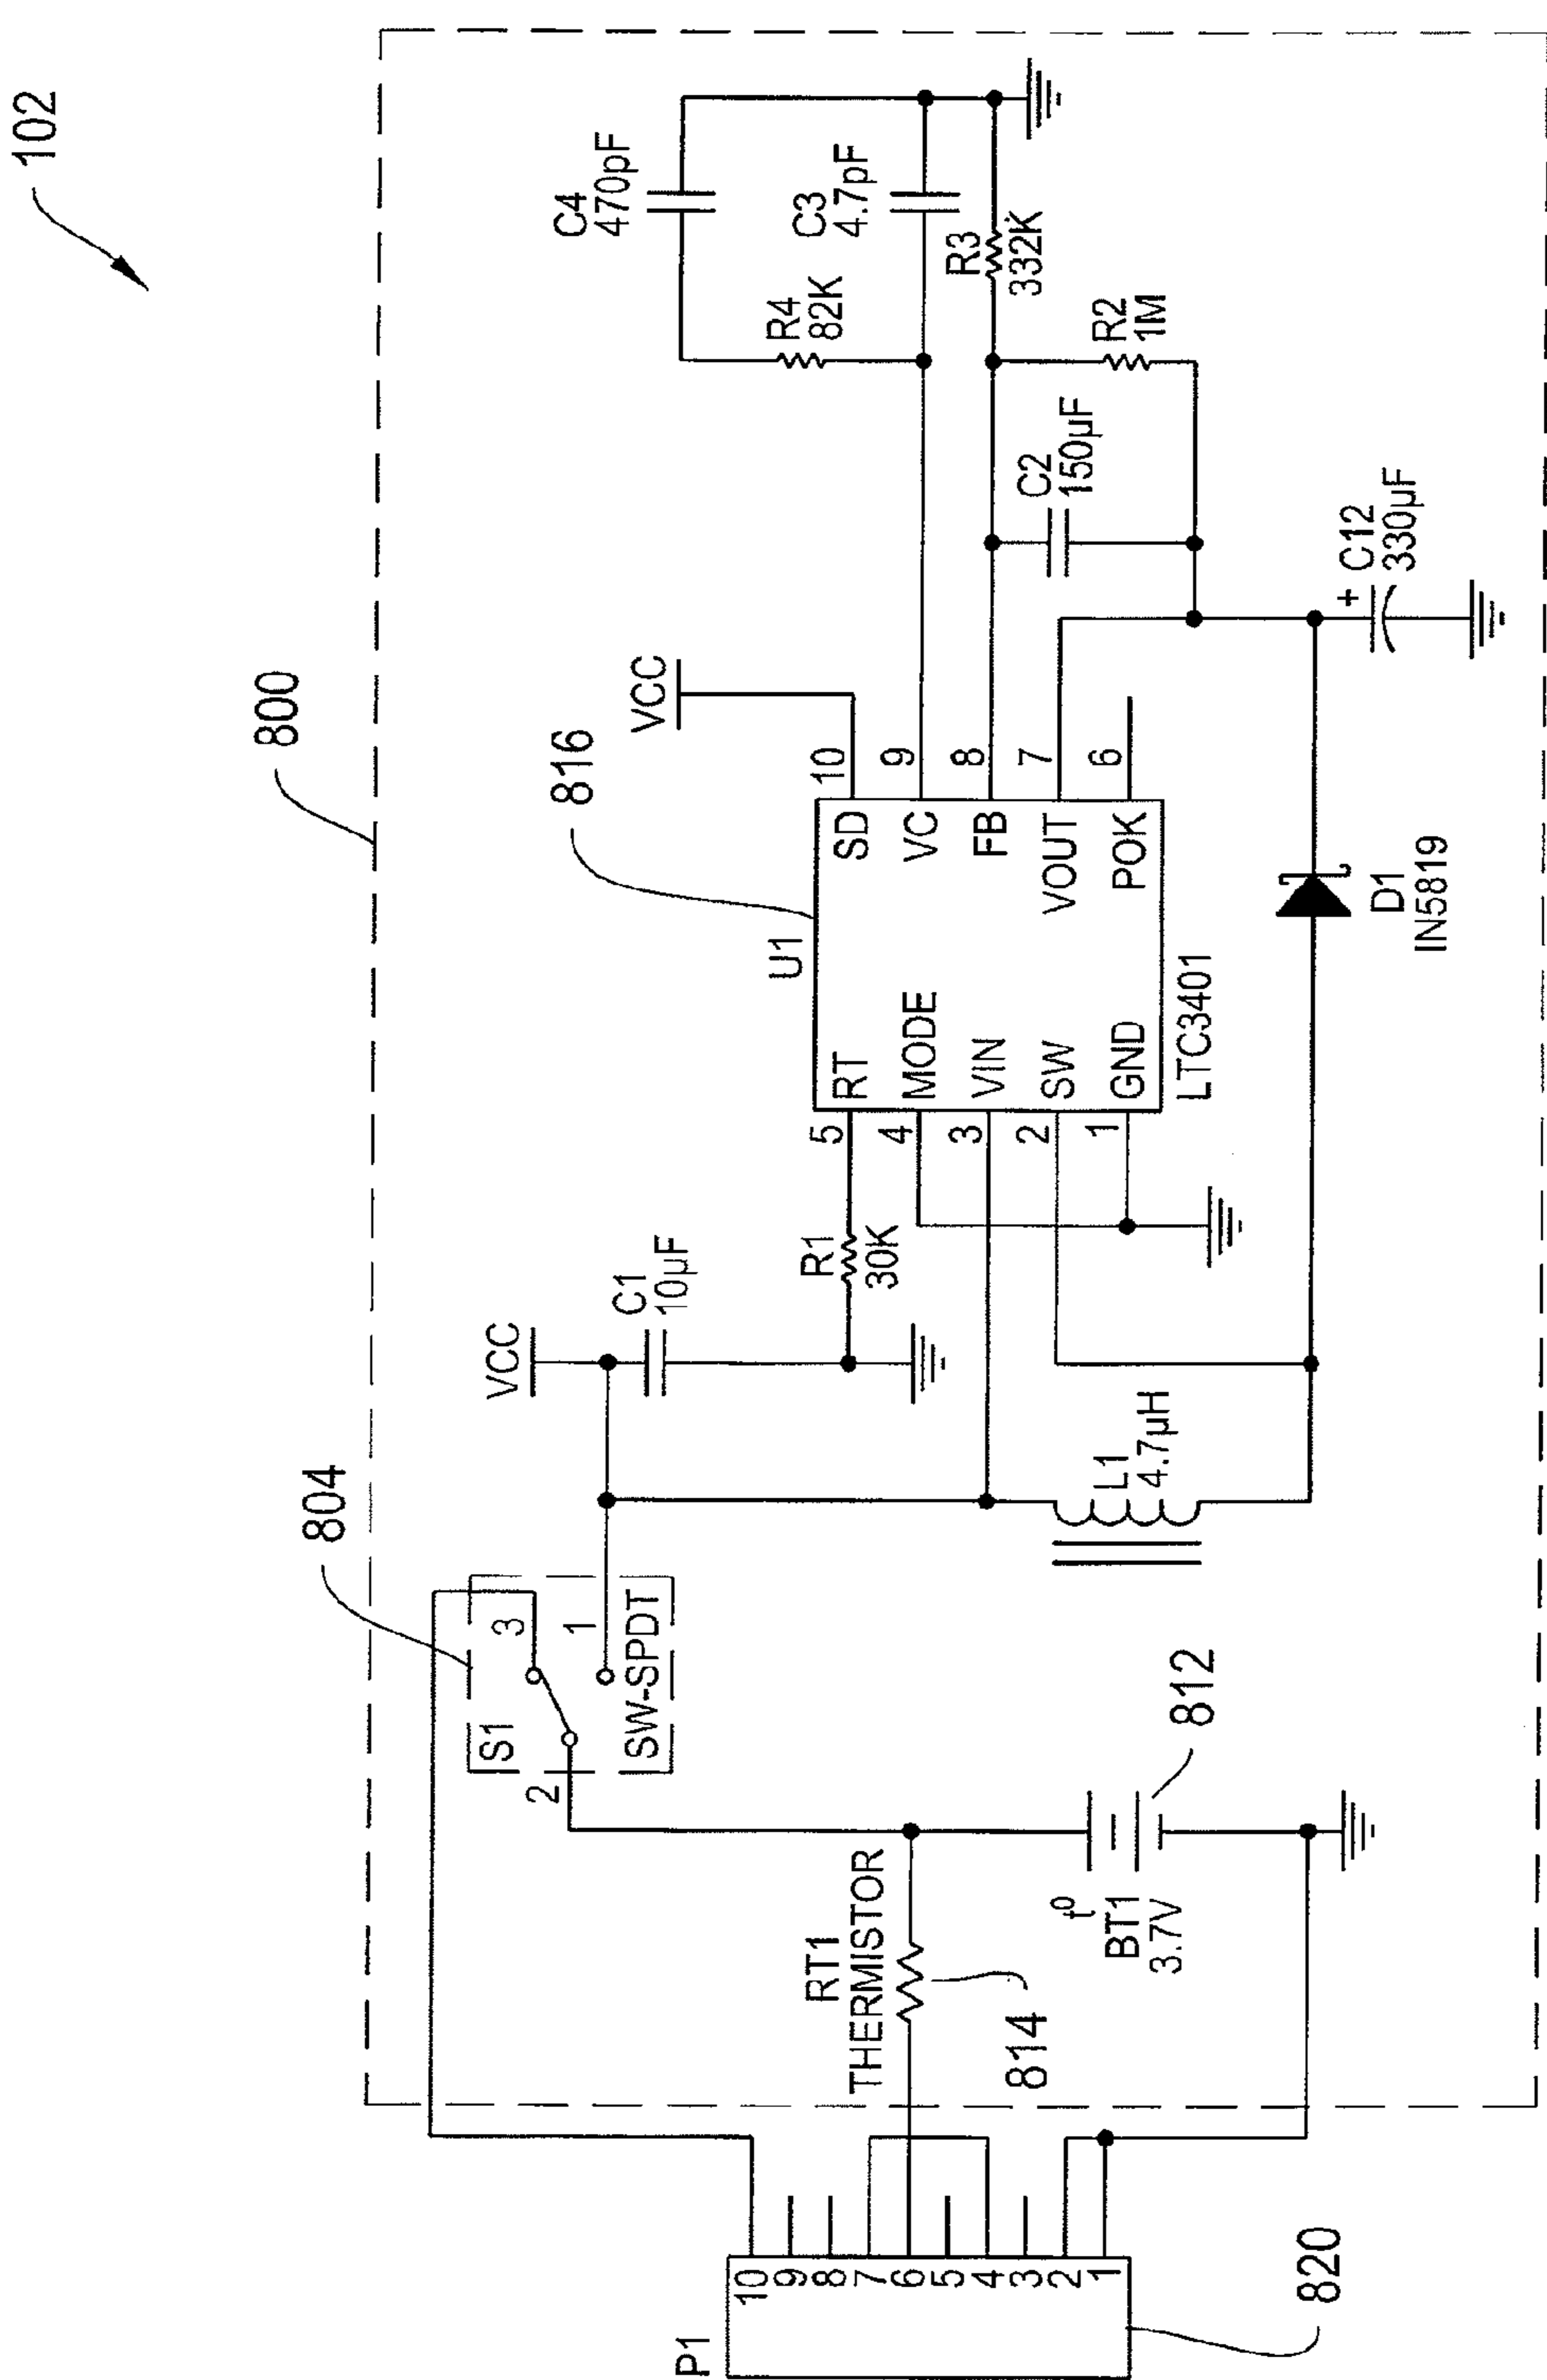 102
800
804
S1
3
1
2
SW-SPDT
VCC
C1
10µF
R1
30K
816
U1
5
4
3
2
1
RT
MODE
VIN
SW
GND
SD
VC
FB
VOUT
POK
10
9
8
7
6
LTC3401
VCC
C4
470pF
R4
82K
C3
4.7pF
R3
332K
R2
1M
C2
150µF
+
C12
330µF
D1
IN5819
L1
4.7µH
812
t⁰
BT1
3.7V
RT1
THERMISTOR
814
P1
10
9
8
7
6
5
4
3
2
1
820